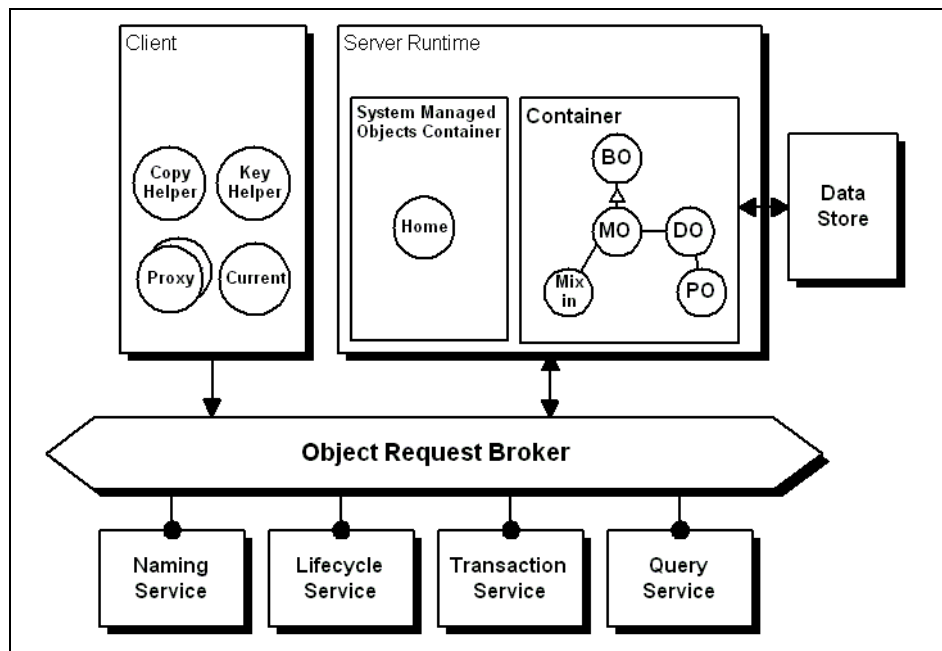 Client
Copy
Helper
Key
Helper
Proxy
Current
Server Runtime
System Managed
Objects Container
Home
Container
BO
MO
DO
Mix
in
PO
Data
Store
Object Request Broker
Naming
Service
Lifecycle
Service
Transaction
Service
Query
Service